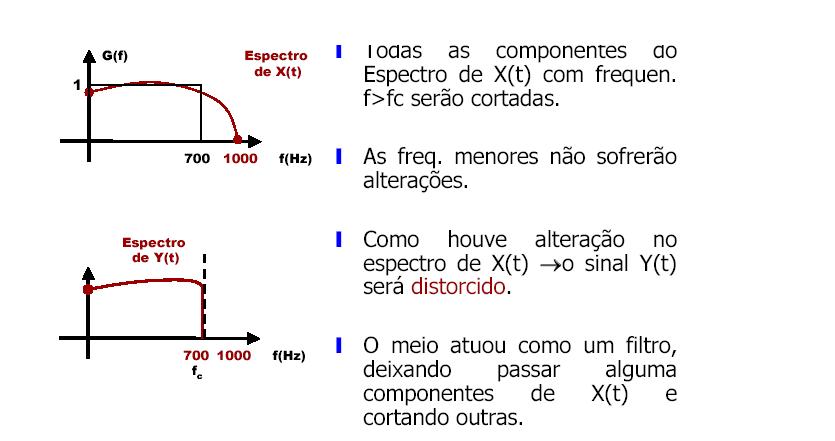 G(f)
Espectro
de X(t)
1
700 1000 f(Hz)
Espectro
de Y(t)
700 1000 f(Hz)
fc
Todas as componentes do
Espectro de X(t) com frequen.
f>fc serão cortadas.
As freq. menores não sofrerão
alterações.
Como houve alteração no
espectro de X(t) →o sinal Y(t)
será distorcido.
O meio atuou como um filtro,
deixando passar alguma
componentes de X(t) e
cortando outras.